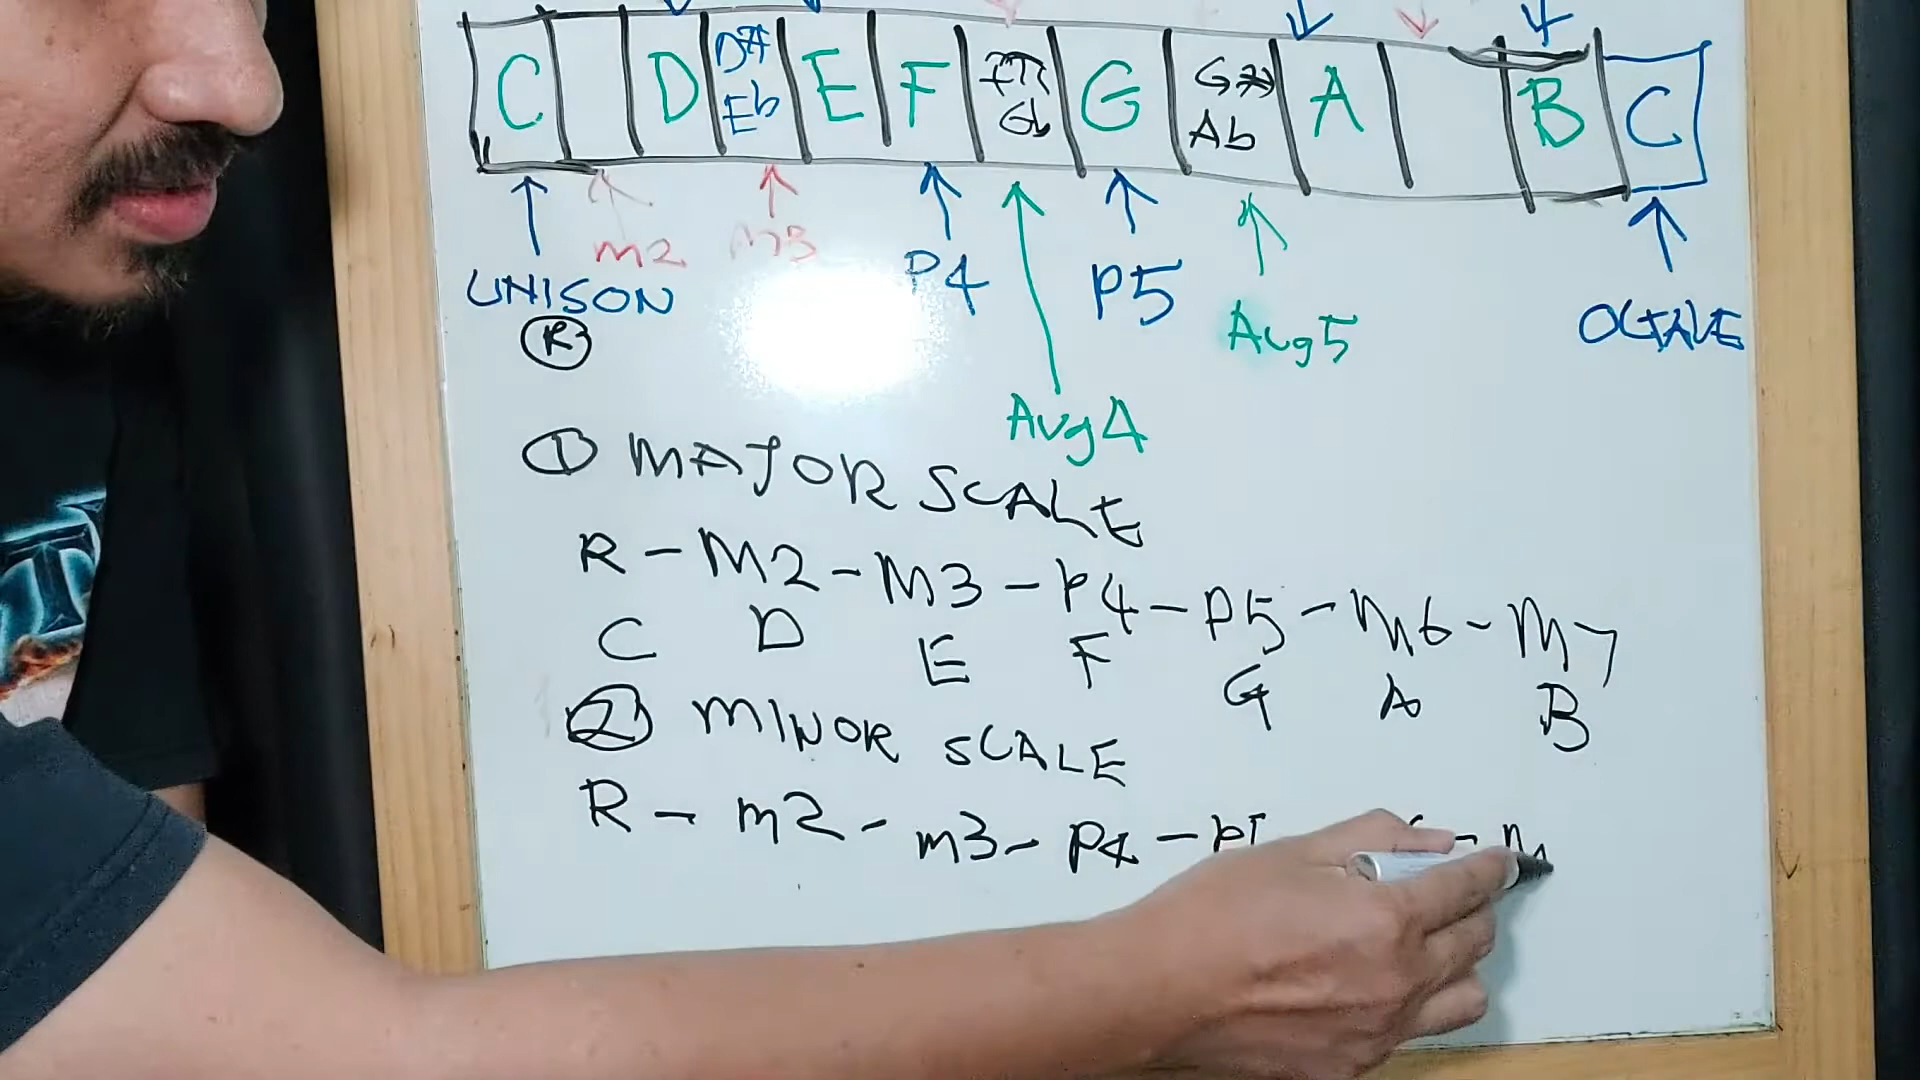 C D D# Eb E F Gb G G# Ab A B C
m2 m3 P4 P5
UNISON Aug5 OCTAVE
R
Aug4
1 MAJOR SCALE
R - M2 - M3 - P4 - P5 - M6 - M7
C D E F G A B
2 MINOR SCALE
R - m2 - m3 - P4 -